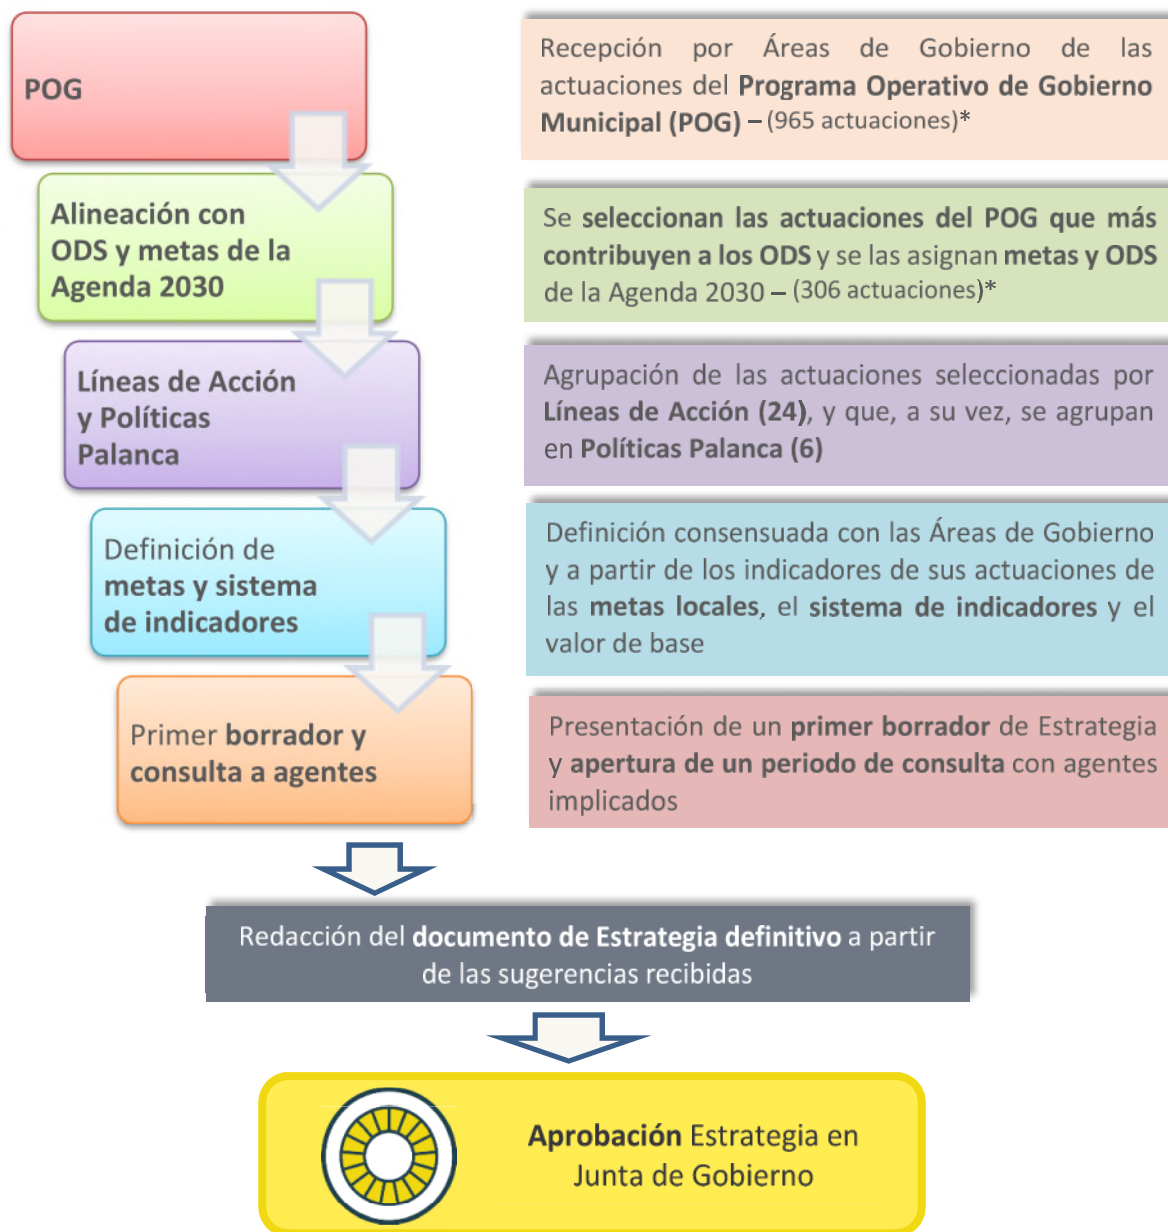 POG
Recepción por Áreas de Gobierno de las
actuaciones del Programa Operativo de Gobierno
Municipal (POG) – (965 actuaciones)*
Alineación con
ODS y metas de la
Agenda 2030
Se seleccionan las actuaciones del POG que más
contribuyen a los ODS y se las asignan metas y ODS
de la Agenda 2030 – (306 actuaciones)*
Líneas de Acción
y Políticas
Palanca
Agrupación de las actuaciones seleccionadas por
Líneas de Acción (24), y que, a su vez, se agrupan
en Políticas Palanca (6)
Definición de
metas y sistema
de indicadores
Definición consensuada con las Áreas de Gobierno
y a partir de los indicadores de sus actuaciones de
las metas locales, el sistema de indicadores y el
valor de base
Primer borrador y
consulta a agentes
Presentación de un primer borrador de Estrategia
y apertura de un periodo de consulta con agentes
implicados
Redacción del documento de Estrategia definitivo a partir
de las sugerencias recibidas
Aprobación Estrategia en
Junta de Gobierno